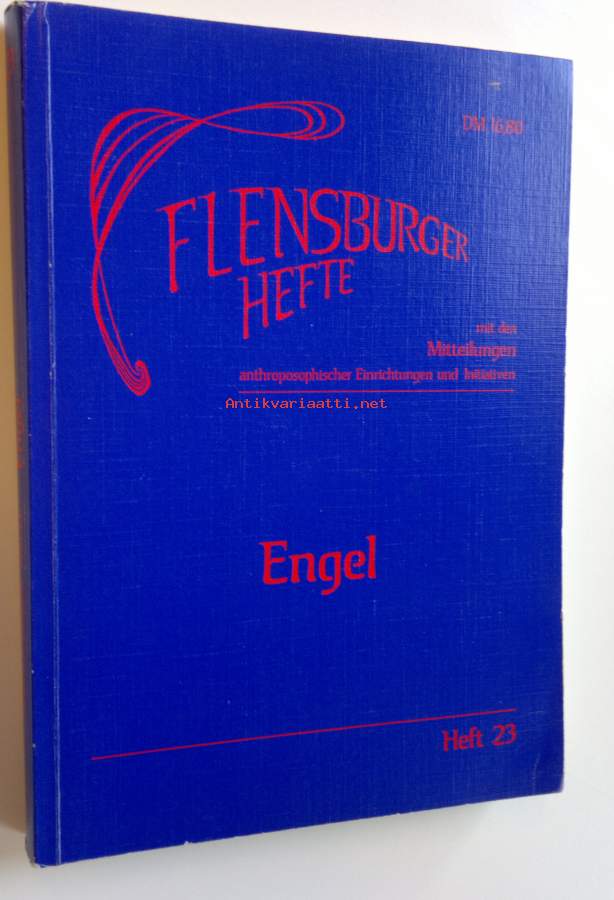 DM 16,80
FLENSBURGER
HEFTE
mit den
Mitteilungen
anthroposophischer Einrichtungen und Initiativen
Antikvariaatti.net
Engel
Heft 23